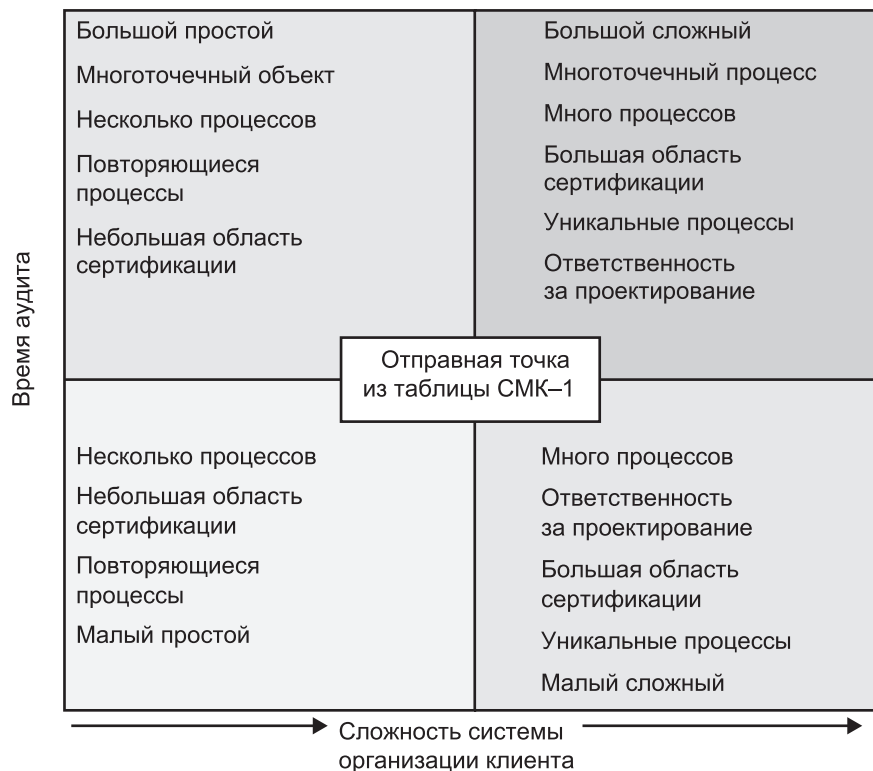 Большой простой
Многоточечный объект
Несколько процессов
Повторяющиеся
процессы
Небольшая область
сертификации
Большой сложный
Многоточечный процесс
Много процессов
Большая область
сертификации
Уникальные процессы
Ответственность
за проектирование
Время аудита
Отправная точка
из таблицы СМК–1
Несколько процессов
Небольшая область
сертификации
Повторяющиеся
процессы
Малый простой
Много процессов
Ответственность
за проектирование
Большая область
сертификации
Уникальные процессы
Малый сложный
Сложность системы
организации клиента